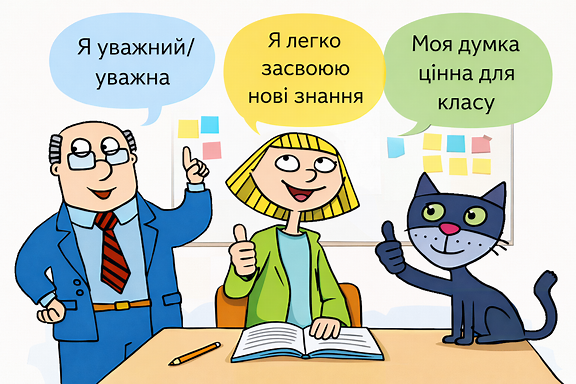 Я уважний/
уважна
Я легко
засвоюю
нові знання
Моя думка
цінна для
класу